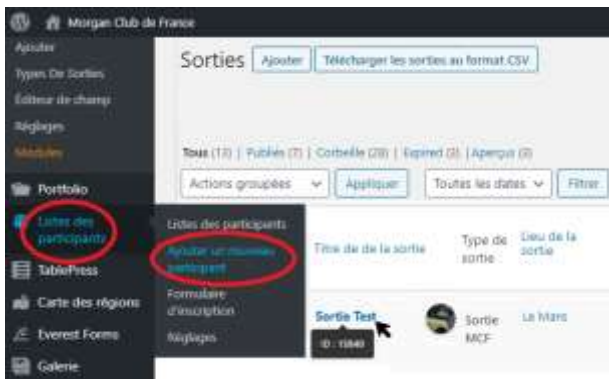 Morgan Club de France
Ajouter
Types De Sorties
Éditeur de champ
Réglages
Modules
Portfolio
Listes des
participants
TablePress
Carte des régions
Everest Forms
Galerie
Listes des participants
Ajouter un nouveau
participant
Formulaire
d'inscription
Réglages
Sorties
Ajouter
Télécharger les sorties au format CSV
Tous (13) | Publiés (7) | Corbeille (28) | Expired (3) | Aperçus (3)
Actions groupées
Appliquer
Toutes les dates
Filtrer
Titre de de la sortie
Type de
sortie
Lieu de la
sortie
Sortie Test
ID : 15840
Sortie
MCF
Le Mans